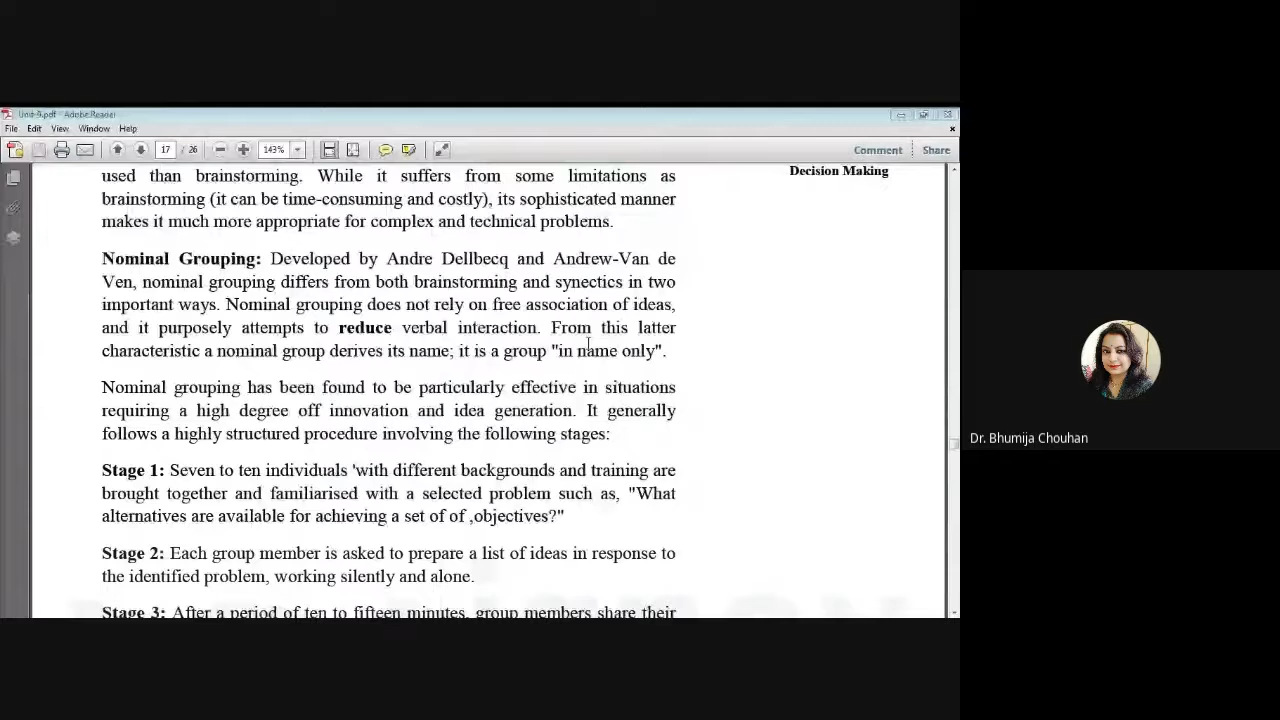 Unit-9.pdf - Adobe Reader
File Edit View Window Help
17 / 26 143% Comment Share
Decision Making
used than brainstorming. While it suffers from some limitations as
brainstorming (it can be time-consuming and costly), its sophisticated manner
makes it much more appropriate for complex and technical problems.
Nominal Grouping: Developed by Andre Dellbecq and Andrew-Van de
Ven, nominal grouping differs from both brainstorming and synectics in two
important ways. Nominal grouping does not rely on free association of ideas,
and it purposely attempts to reduce verbal interaction. From this latter
characteristic a nominal group derives its name; it is a group "in name only".
Nominal grouping has been found to be particularly effective in situations
requiring a high degree off innovation and idea generation. It generally
follows a highly structured procedure involving the following stages:
Stage 1: Seven to ten individuals 'with different backgrounds and training are
brought together and familiarised with a selected problem such as, "What
alternatives are available for achieving a set of of ,objectives?"
Stage 2: Each group member is asked to prepare a list of ideas in response to
the identified problem, working silently and alone.
Stage 3: After a period of ten to fifteen minutes, group members share their
Dr. Bhumija Chouhan